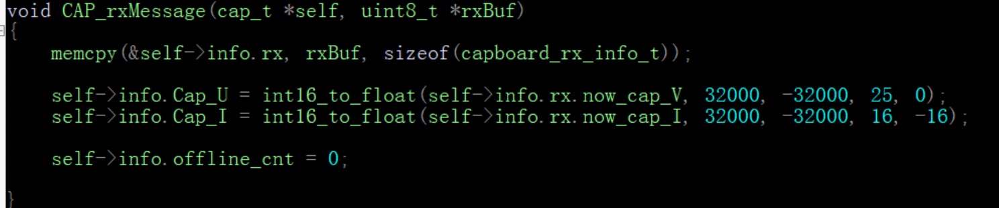 void CAP_rxMessage(cap_t *self, uint8_t *rxBuf)
{
    memcpy(&self->info.rx, rxBuf, sizeof(capboard_rx_info_t));
    self->info.Cap_U = int16_to_float(self->info.rx.now_cap_V, 32000, -32000, 25, 0);
    self->info.Cap_I = int16_to_float(self->info.rx.now_cap_I, 32000, -32000, 16, -16);
    self->info.offline_cnt = 0;
}